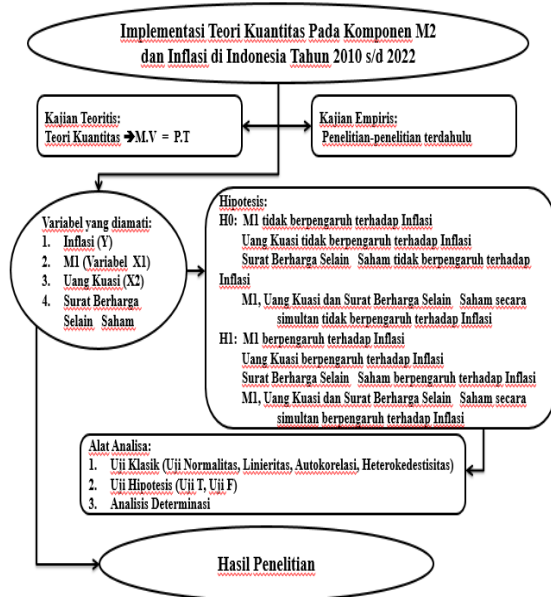 Implementasi Teori Kuantitas Pada Komponen M2
dan Inflasi di Indonesia Tahun 2010 s/d 2022
Kajian Teoritis:
Teori Kuantitas ➔M.V = P.T
Kajian Empiris:
Penelitian-penelitian terdahulu
Variabel yang diamati:
1. Inflasi (Y)
2. M1 (Variabel X1)
3. Uang Kuasi (X2)
4. Surat Berharga
Selain Saham
Hipotesis:
H0: M1 tidak berpengaruh terhadap Inflasi
Uang Kuasi tidak berpengaruh terhadap Inflasi
Surat Berharga Selain Saham tidak berpengaruh terhadap
Inflasi
M1, Uang Kuasi dan Surat Berharga Selain Saham secara
simultan tidak berpengaruh terhadap Inflasi
H1: M1 berpengaruh terhadap Inflasi
Uang Kuasi berpengaruh terhadap Inflasi
Surat Berharga Selain Saham berpengaruh terhadap Inflasi
M1, Uang Kuasi dan Surat Berharga Selain Saham secara
simultan berpengaruh terhadap Inflasi
Alat Analisa:
1. Uji Klasik (Uji Normalitas, Linieritas, Autokorelasi, Heterokedestisitas)
2. Uji Hipotesis (Uji T, Uji F)
3. Analisis Determinasi
Hasil Penelitian